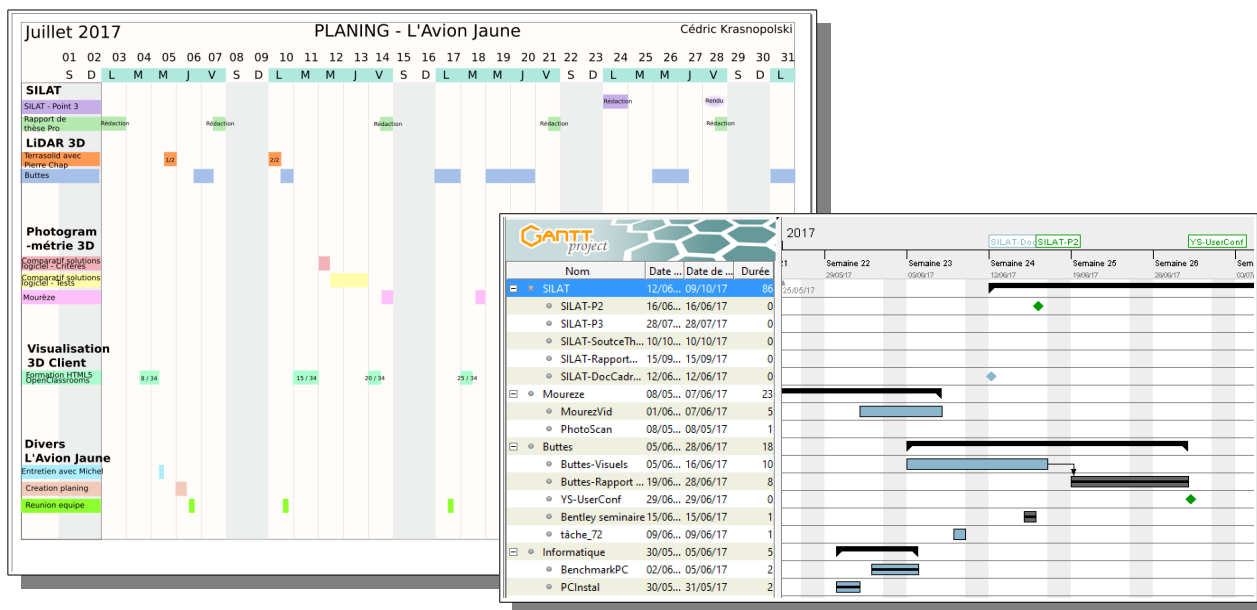 Juillet 2017 PLANING - L'Avion Jaune Cédric Krasnopolski
01 02 03 04 05 06 07 08 09 10 11 12 13 14 15 16 17 18 19 20 21 22 23 24 25 26 27 28 29 30 31
S D L M M J V S D L M M J V S D L M M J V S D L M M J V S D L
SILAT
SILAT - Point 3 Rédaction Rendu
Rapport de
thèse Pro Rédaction Rédaction Rédaction Rédaction Rédaction
LiDAR 3D
Terrasolid avec
Pierre Chap 1/2 2/2
Buttes
Photogram
-métrie 3D
Comparatif solutions
logiciel - Critères
Comparatif solutions
logiciel - Tests
Mourèze
Visualisation
3D Client
Formation HTML5
OpenClassrooms 8 / 34 15 / 34 20 / 34 25 / 34
Divers
L'Avion Jaune
Entretien avec Michel
Creation planing
Reunion equipe
GANTT
project
2017
SILAT-Doc SILAT-P2 YS-UserConf
21 Semaine 22 Semaine 23 Semaine 24 Semaine 25 Semaine 26 Sem
29/05/17 05/06/17 12/06/17 19/06/17 26/06/17 03/07
25/05/17
Nom Date ... Date de ... Durée
SILAT 12/06... 09/10/17 86
SILAT-P2 16/06... 16/06/17 0
SILAT-P3 28/07... 28/07/17 0
SILAT-SoutceTh... 10/10... 10/10/17 0
SILAT-Rapport... 15/09... 15/09/17 0
SILAT-DocCadr... 12/06... 12/06/17 0
Moureze 08/05... 07/06/17 23
MourezVid 01/06... 07/06/17 5
PhotoScan 08/05... 08/05/17 1
Buttes 05/06... 28/06/17 18
Buttes-Visuels 05/06... 16/06/17 10
Buttes-Rapport ... 19/06... 28/06/17 8
YS-UserConf 29/06... 29/06/17 0
Bentley seminaire 15/06... 15/06/17 1
tâche_72 09/06... 09/06/17 1
Informatique 30/05... 05/06/17 5
BenchmarkPC 02/06... 05/06/17 2
PCInstal 30/05... 31/05/17 2